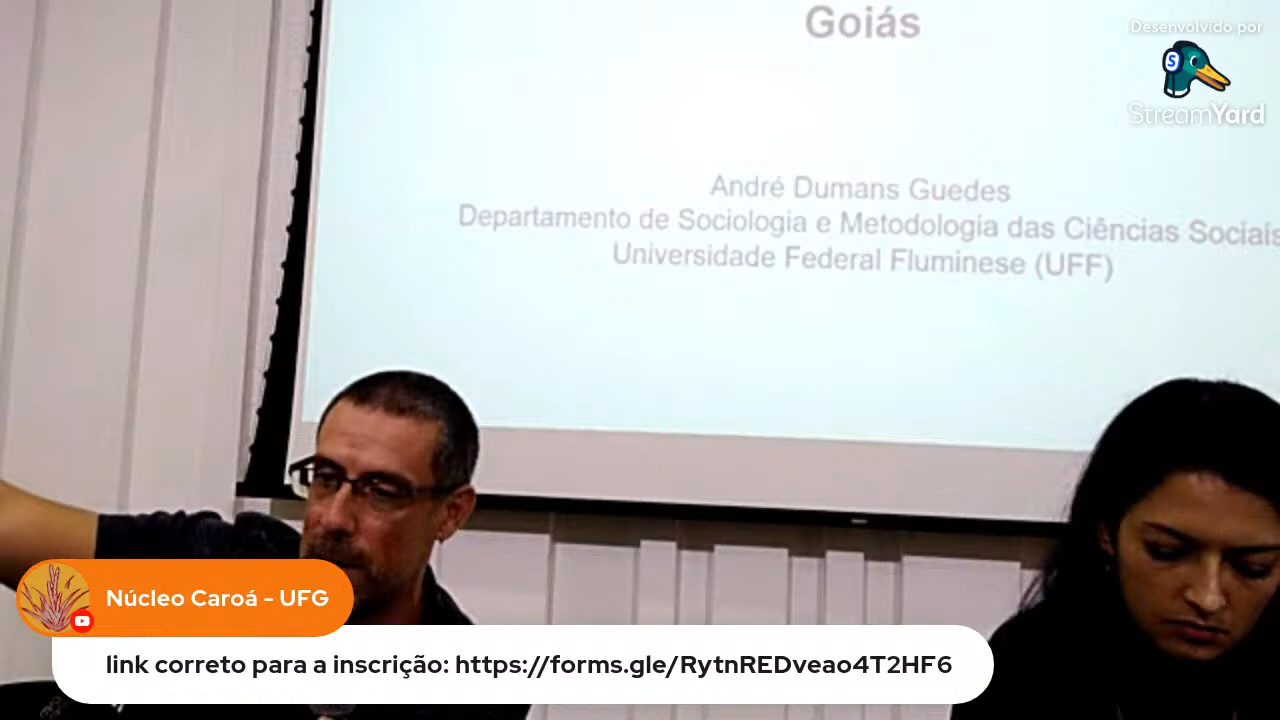 Goiás
Desenvolvido por
S
StreamYard
André Dumans Guedes
Departamento de Sociologia e Metodologia das Ciências Sociais
Universidade Federal Fluminese (UFF)
Núcleo Caroá - UFG
link correto para a inscrição: https://forms.gle/RytnREDveao4T2HF6